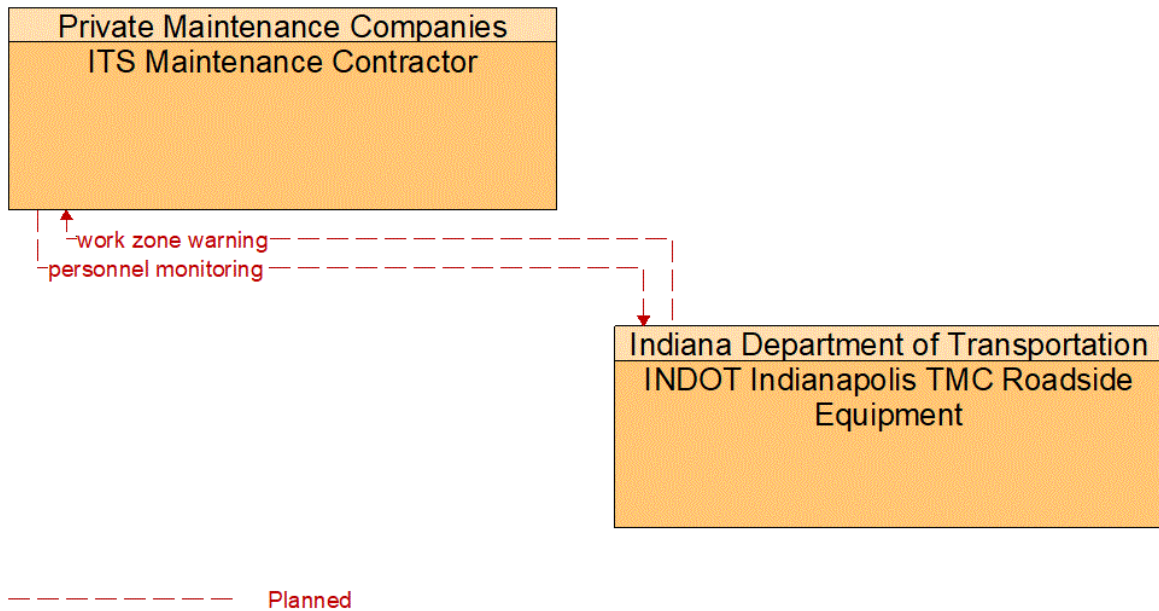 Private Maintenance Companies
ITS Maintenance Contractor
work zone warning
personnel monitoring
Indiana Department of Transportation
INDOT Indianapolis TMC Roadside
Equipment
Planned